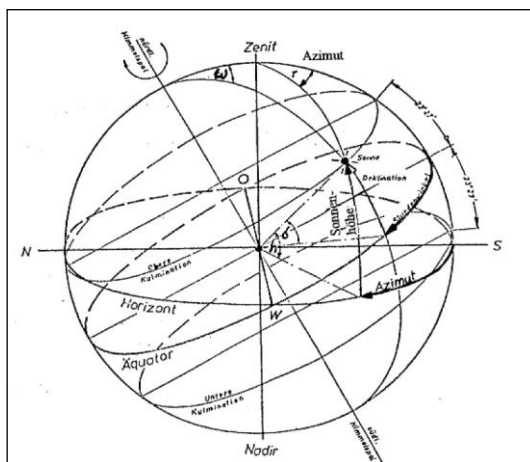 nördl.
Himmelspol
Zenit
Azimut
ω
τ
23°27'
23°27'
Sonne
Deklination
Stundenwinkel
Sonnen-
höhe
O
δ
h
N
S
Obere
Kulmination
Azimut
W
Horizont
Äquator
Untere
Kulmination
Nadir
südl.
Himmelspol